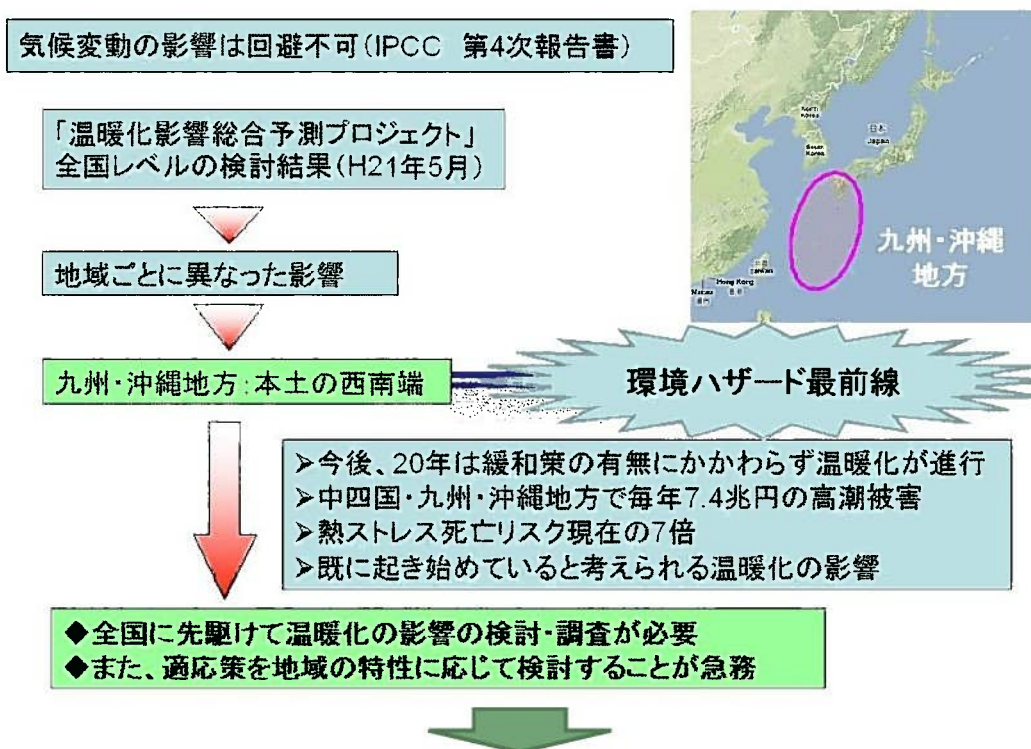 気候変動の影響は回避不可(IPCC 第4次報告書)
「温暖化影響総合予測プロジェクト」
全国レベルの検討結果(H21年5月)
地域ごとに異なった影響
九州・沖縄地方:本土の西南端
環境ハザード最前線
North Korea
South Korea
日本
Japan
Taiwan
Hong Kong
Macau
九州・沖縄
地方
➢今後、20年は緩和策の有無にかかわらず温暖化が進行
➢中四国・九州・沖縄地方で毎年7.4兆円の高潮被害
➢熱ストレス死亡リスク現在の7倍
➢既に起き始めていると考えられる温暖化の影響
◆全国に先駆けて温暖化の影響の検討・調査が必要
◆また、適応策を地域の特性に応じて検討することが急務